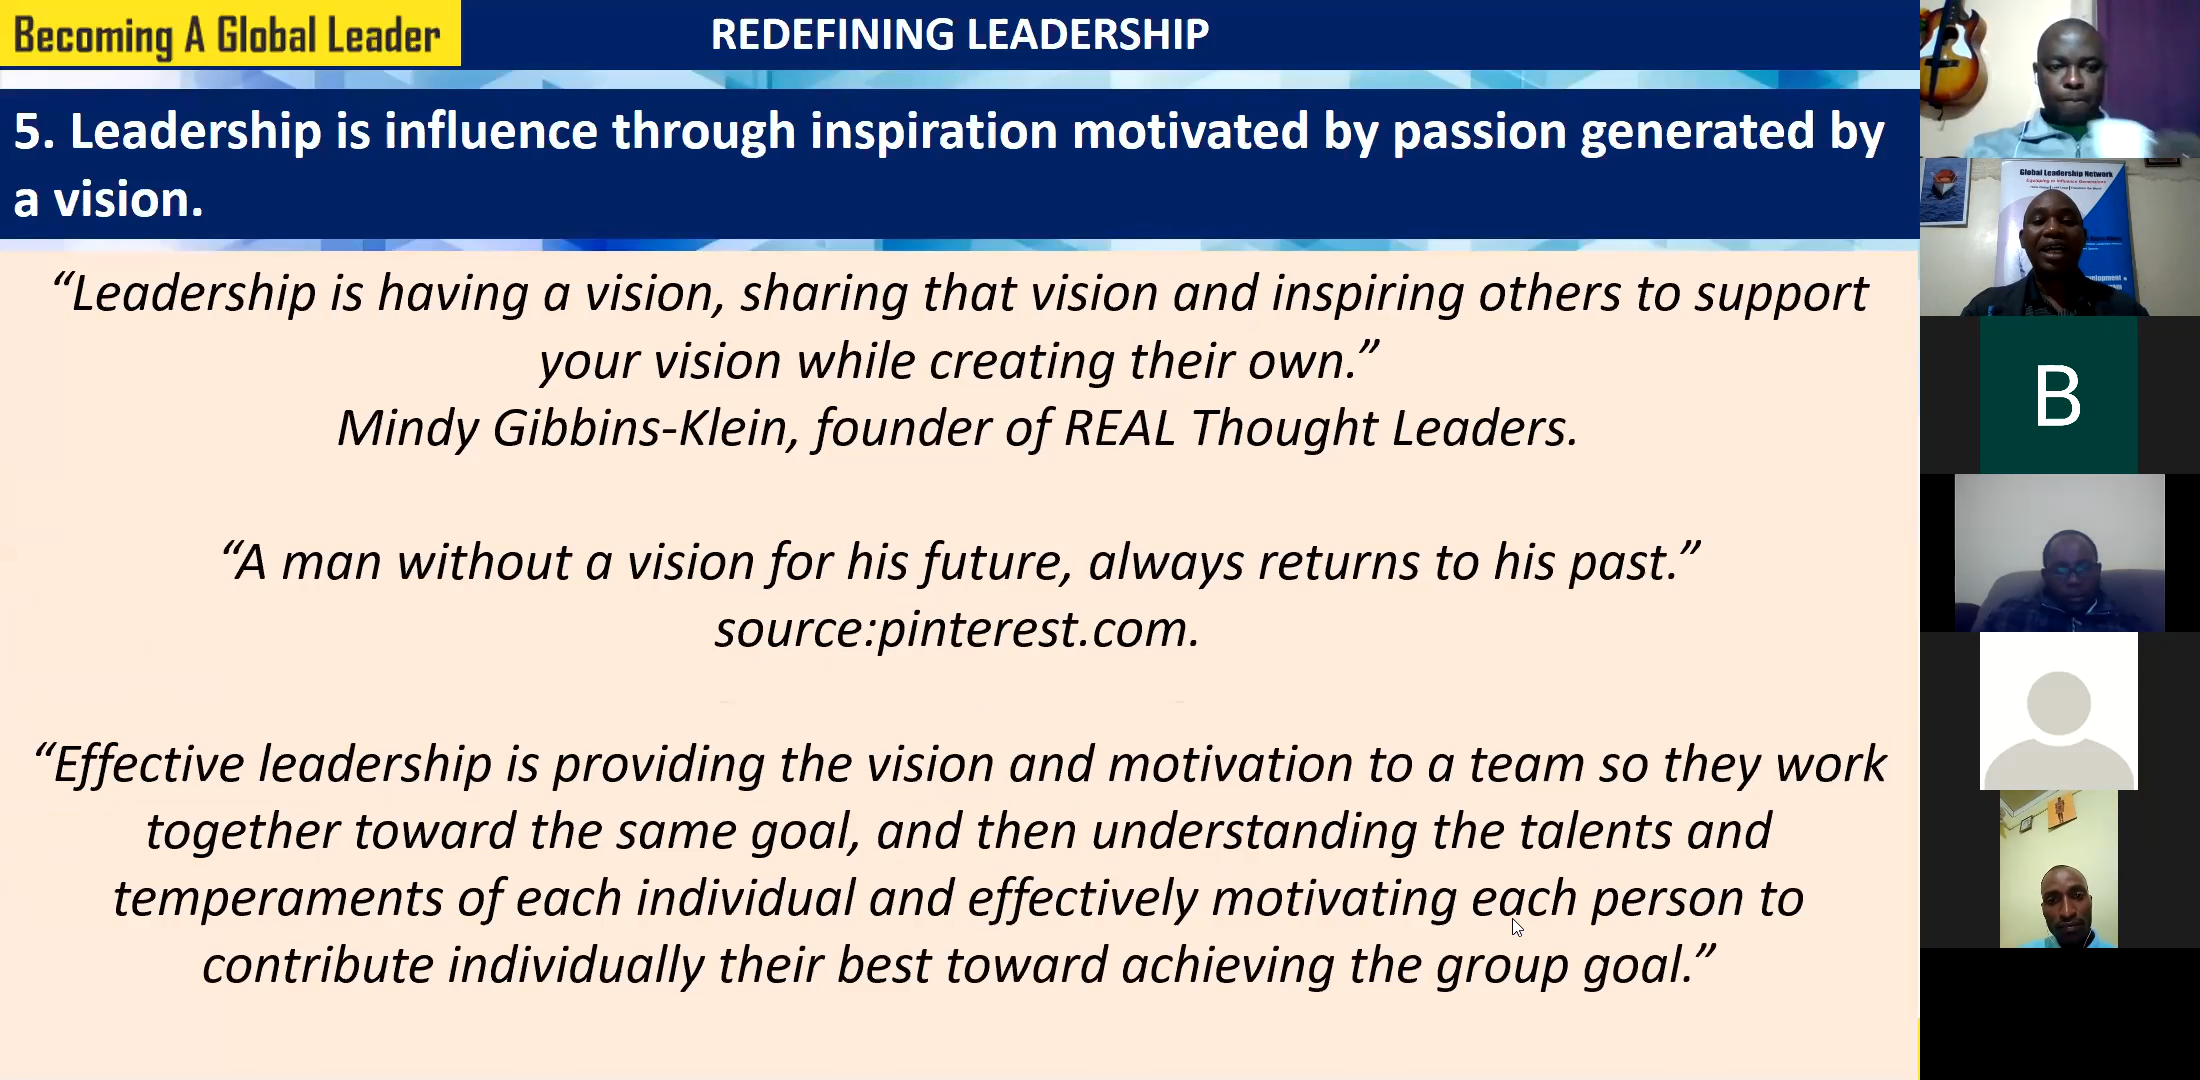 Becoming A Global Leader
REDEFINING LEADERSHIP
5. Leadership is influence through inspiration motivated by passion generated by
a vision.
“Leadership is having a vision, sharing that vision and inspiring others to support
your vision while creating their own.”
Mindy Gibbins-Klein, founder of REAL Thought Leaders.
“A man without a vision for his future, always returns to his past.”
source:pinterest.com.
“Effective leadership is providing the vision and motivation to a team so they work
together toward the same goal, and then understanding the talents and
temperaments of each individual and effectively motivating each person to
contribute individually their best toward achieving the group goal.”
Global Leadership Network
B